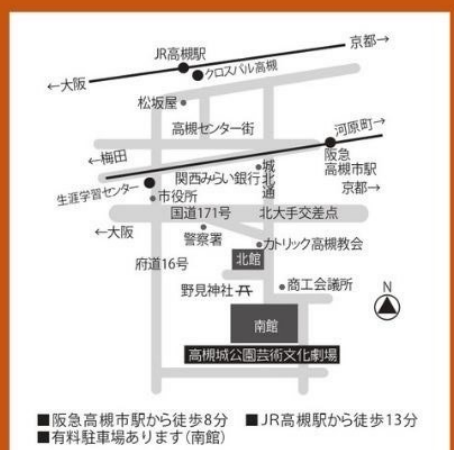 京都→
JR高槻駅
クロスパル高槻
←大阪
松坂屋
高槻センター街
河原町→
←梅田
阪急
高槻市駅
京都→
関西みらい銀行
城北通
生涯学習センター
市役所
国道171号
北大手交差点
←大阪
警察署
カトリック高槻教会
府道16号
北館
商工会議所
野見神社
N
南館
高槻城公園芸術文化劇場
■阪急高槻市駅から徒歩8分 ■JR高槻駅から徒歩13分
■有料駐車場あります(南館)